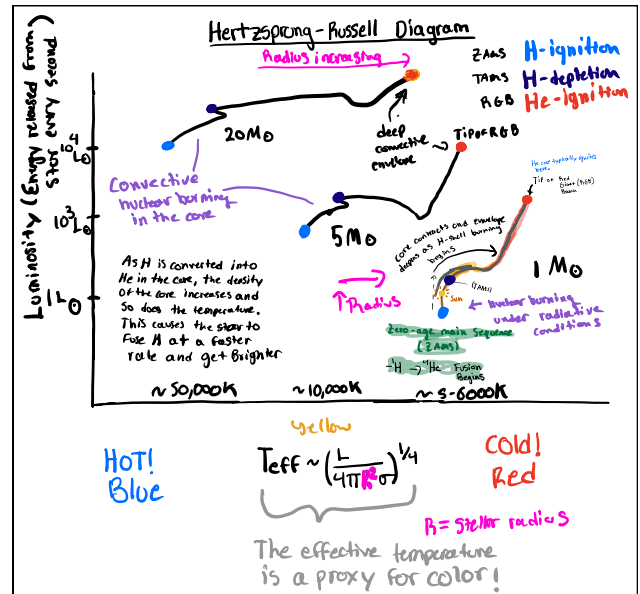 Hertzsprung-Russell Diagram
Radius increasing
ZAMS H-ignition
TAMS H-depletion
RGB He-ignition
Luminosity (Energy released from
star every second
10⁴ L⊙
10² L⊙
1 L⊙
20M⊙
deep
convective
envelope
Tip of RGB
Convective
nuclear burning
in the core
5M⊙
He core typically ignites
here
Tip of Red
Giant (RGB)
Branch
Core contracts and envelope
deepens as H-shell burning
begins
1 M⊙
(TAMS)
Sun
As H is converted into
He in the core, the density
of the core increases and
so does the temperature.
This causes the star to
fuse H at a faster
rate and get Brighter
↑ Radius
Nuclear burning
under radiative
conditions
Zero-age main Sequence
(ZAMS)
-¹H → ⁴He Fusion
Begins
~50,000K ~10,000K ~5-6000K
yellow
HOT!
Blue
Teff ~ (L / 4πR²σ)^1/4
COLD!
Red
R = Stellar radius
The effective temperature
is a proxy for color!